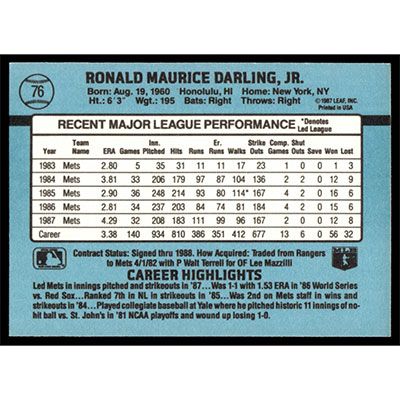 76
RONALD MAURICE DARLING, JR.
Born: Aug. 19, 1960 Honolulu, HI Home: New York, NY
Ht.: 6'3" Wgt.: 195 Bats: Right Throws: Right
©1987 LEAF, INC.
Printed in U.S.A.
RECENT MAJOR LEAGUE PERFORMANCE *Denotes Led League
Year Team Name ERA Games Inn. Pitched Hits Runs Er. Runs Walks Strike Outs Comp. Games Shut Outs Save Won Lost
1983 Mets 2.80 5 35 31 11 11 17 23 1 0 0 1 3
1984 Mets 3.81 33 206 179 97 87 104 136 2 2 0 12 9
1985 Mets 2.90 36 248 214 93 80 114* 167 4 2 0 16 6
1986 Mets 2.81 34 237 203 84 74 81 184 4 2 0 15 6
1987 Mets 4.29 32 208 183 111 99 96 167 2 0 0 12 8
Career 3.38 140 934 810 386 351 412 677 13 6 0 56 32
Contract Status: Signed thru 1988. How Acquired: Traded from Rangers
to Mets 4/1/82 with P Walt Terrell for OF Lee Mazzilli
MLB
CAREER HIGHLIGHTS
Led Mets in innings pitched and strikeouts in '87...Was 1-1 with 1.53 ERA in '86 World Series
vs. Red Sox...Ranked 7th in NL in strikeouts in '85...Was 2nd on Mets staff in wins and
strikeouts in '84...Played collegiate baseball at Yale where he pitched historic 11 innings of no-
hit ball vs. St. John's in '81 NCAA playoffs and wound up losing 1-0.